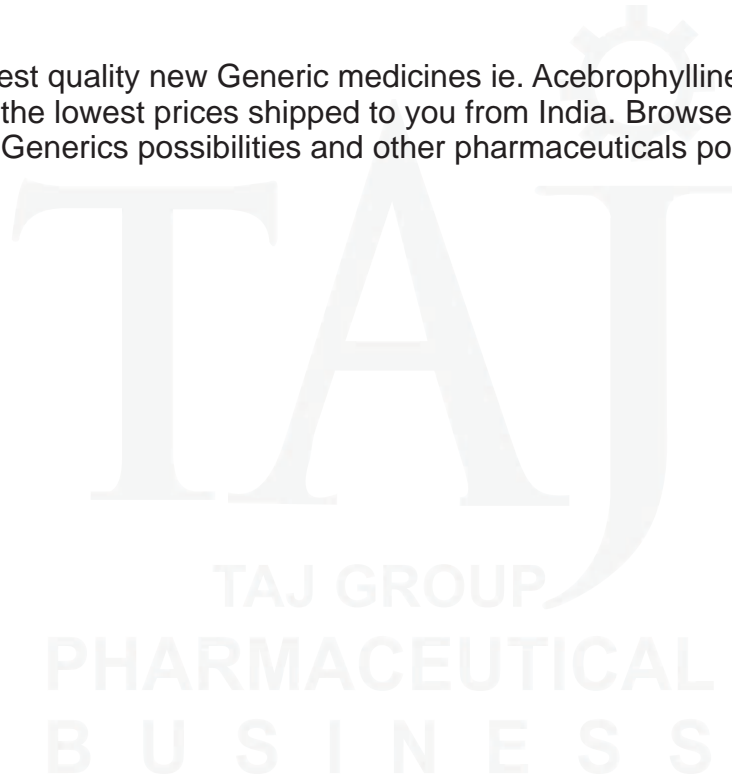 est quality new Generic medicines ie. Acebrophylline
the lowest prices shipped to you from India. Browse
Generics possibilities and other pharmaceuticals po
TAJ
TAJ GROUP
PHARMACEUTICAL
BUSINESS